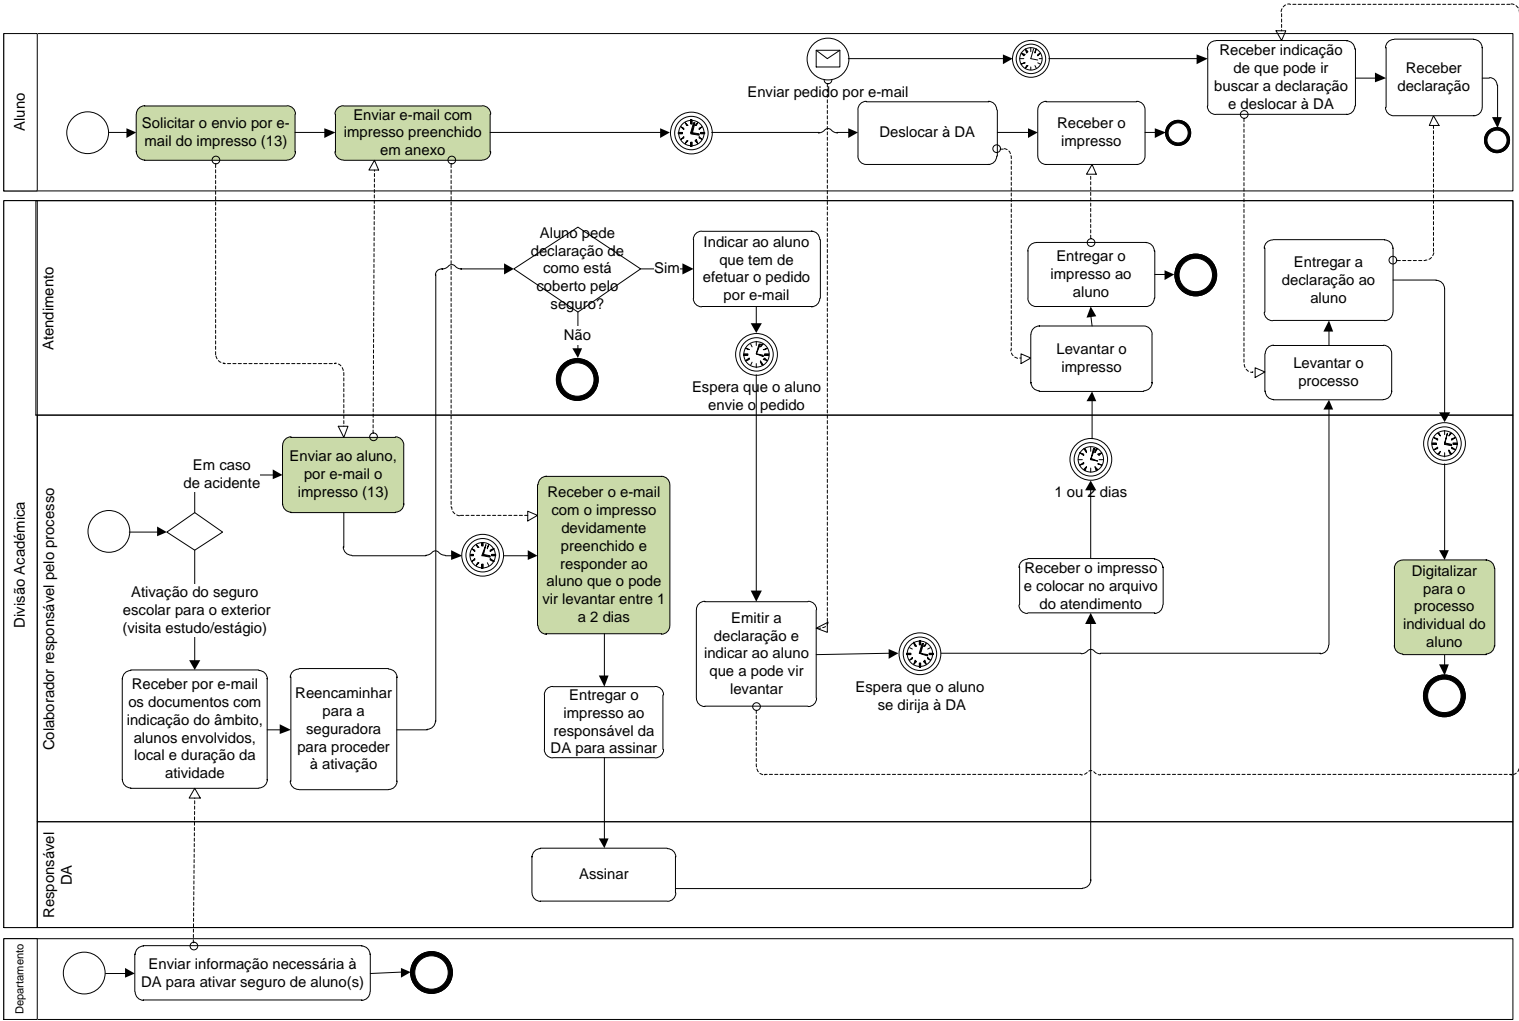 Aluno
Enviar pedido por e-mail
Solicitar o envio por e-
mail do impresso (13)
Enviar e-mail com
impresso preenchido
em anexo
Deslocar à DA
Receber o
impresso
Receber indicação
de que pode ir
buscar a declaração
e deslocar à DA
Receber
declaração
Divisão Académica
Atendimento
Aluno pede
declaração de
como está
coberto pelo
seguro?
Sim
Não
Indicar ao aluno
que tem de
efetuar o pedido
por e-mail
Espera que o aluno
envie o pedido
Entregar o
impresso ao
aluno
Levantar o
impresso
Entregar a
declaração ao
aluno
Levantar o
processo
Colaborador responsável pelo processo
Em caso
de acidente
Enviar ao aluno,
por e-mail o
impresso (13)
Ativação do seguro
escolar para o exterior
(visita estudo/estágio)
Receber por e-mail
os documentos com
indicação do âmbito,
alunos envolvidos,
local e duração da
atividade
Reencaminhar
para a
seguradora
para proceder
à ativação
Receber o e-mail
com o impresso
devidamente
preenchido e
responder ao
aluno que o pode
vir levantar entre 1
a 2 dias
Entregar o
impresso ao
responsável da
DA para assinar
Emitir a
declaração e
indicar ao aluno
que a pode vir
levantar
Espera que o aluno
se dirija à DA
1 ou 2 dias
Receber o impresso
e colocar no arquivo
do atendimento
Digitalizar
para o
processo
individual do
aluno
Responsável
DA
Assinar
Departamento
Enviar informação necessária à
DA para ativar seguro de aluno(s)